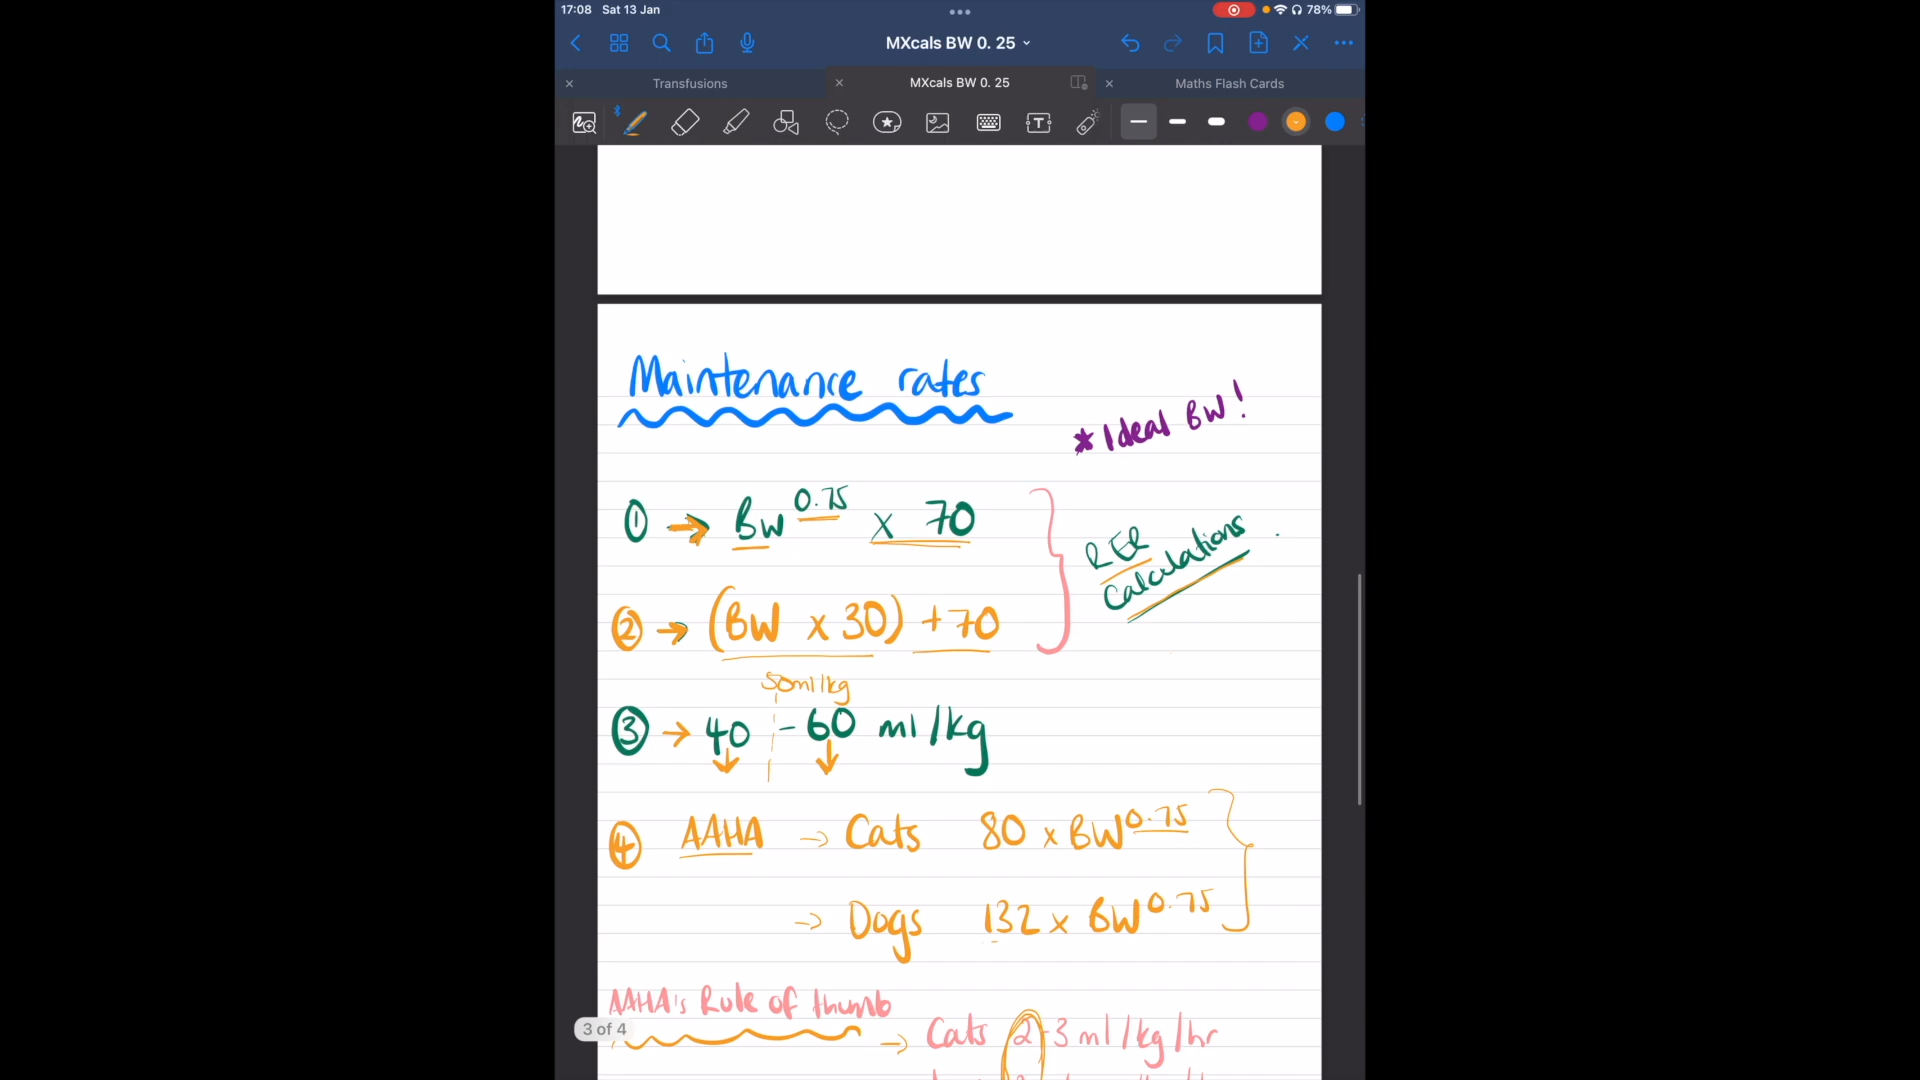 17:08 Sat 13 Jan 78%
MXcals BW 0. 25
Transfusions MXcals BW 0. 25 Maths Flash Cards
Maintenance rates
* Ideal BW!
① → BW 0.75 x 70
RER
Calculations.
② → (BW x 30) +70
50ml/kg
③ → 40 - 60 ml/kg
④ AAHA → Cats 80 x BW 0.75
→ Dogs 132 x BW 0.75
AAHA's Rule of thumb
3 of 4
→ Cats 2-3 ml/kg/hr